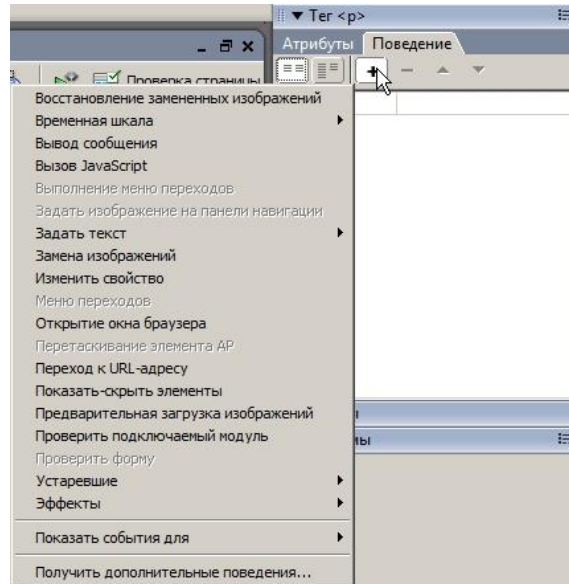 Тег <p>
Атрибуты Поведение
Проверка страницы
Восстановление замененных изображений
Временная шкала
Вывод сообщения
Вызов JavaScript
Выполнение меню переходов
Задать изображение на панели навигации
Задать текст
Замена изображений
Изменить свойство
Меню переходов
Открытие окна браузера
Перетаскивание элемента AP
Переход к URL-адресу
Показать-скрыть элементы
Предварительная загрузка изображений
Проверить подключаемый модуль
Проверить форму
Устаревшие
Эффекты
Показать события для
Получить дополнительные поведения...